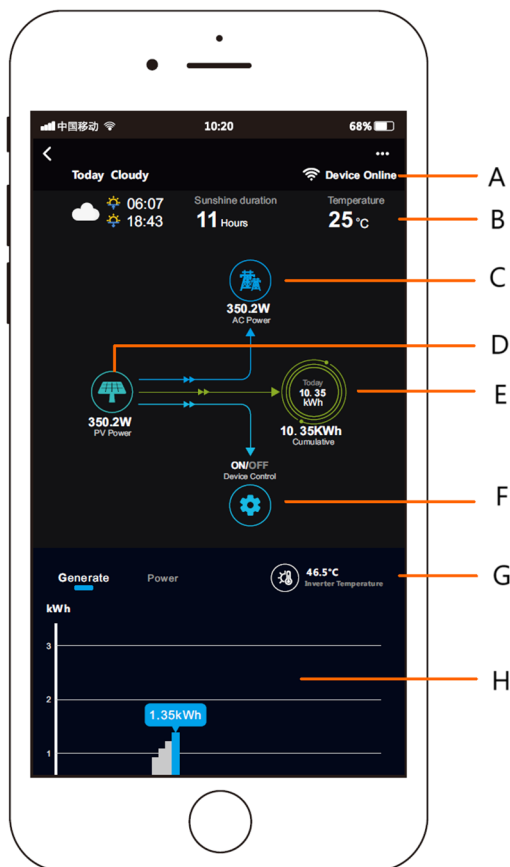 中国移动 10:20 68%
Today Cloudy Device Online
A
06:07 Sunshine duration Temperature
18:43 11 Hours 25 °C
B
C
350.2W
AC Power
D
Today
10. 35
kWh
E
350.2W
PV Power
10. 35KWh
Cumulative
ON/OFF
Device Control
F
Generate Power 46.5°C
Inverter Temperature
G
kWh
3
H
2
1.35kWh
1